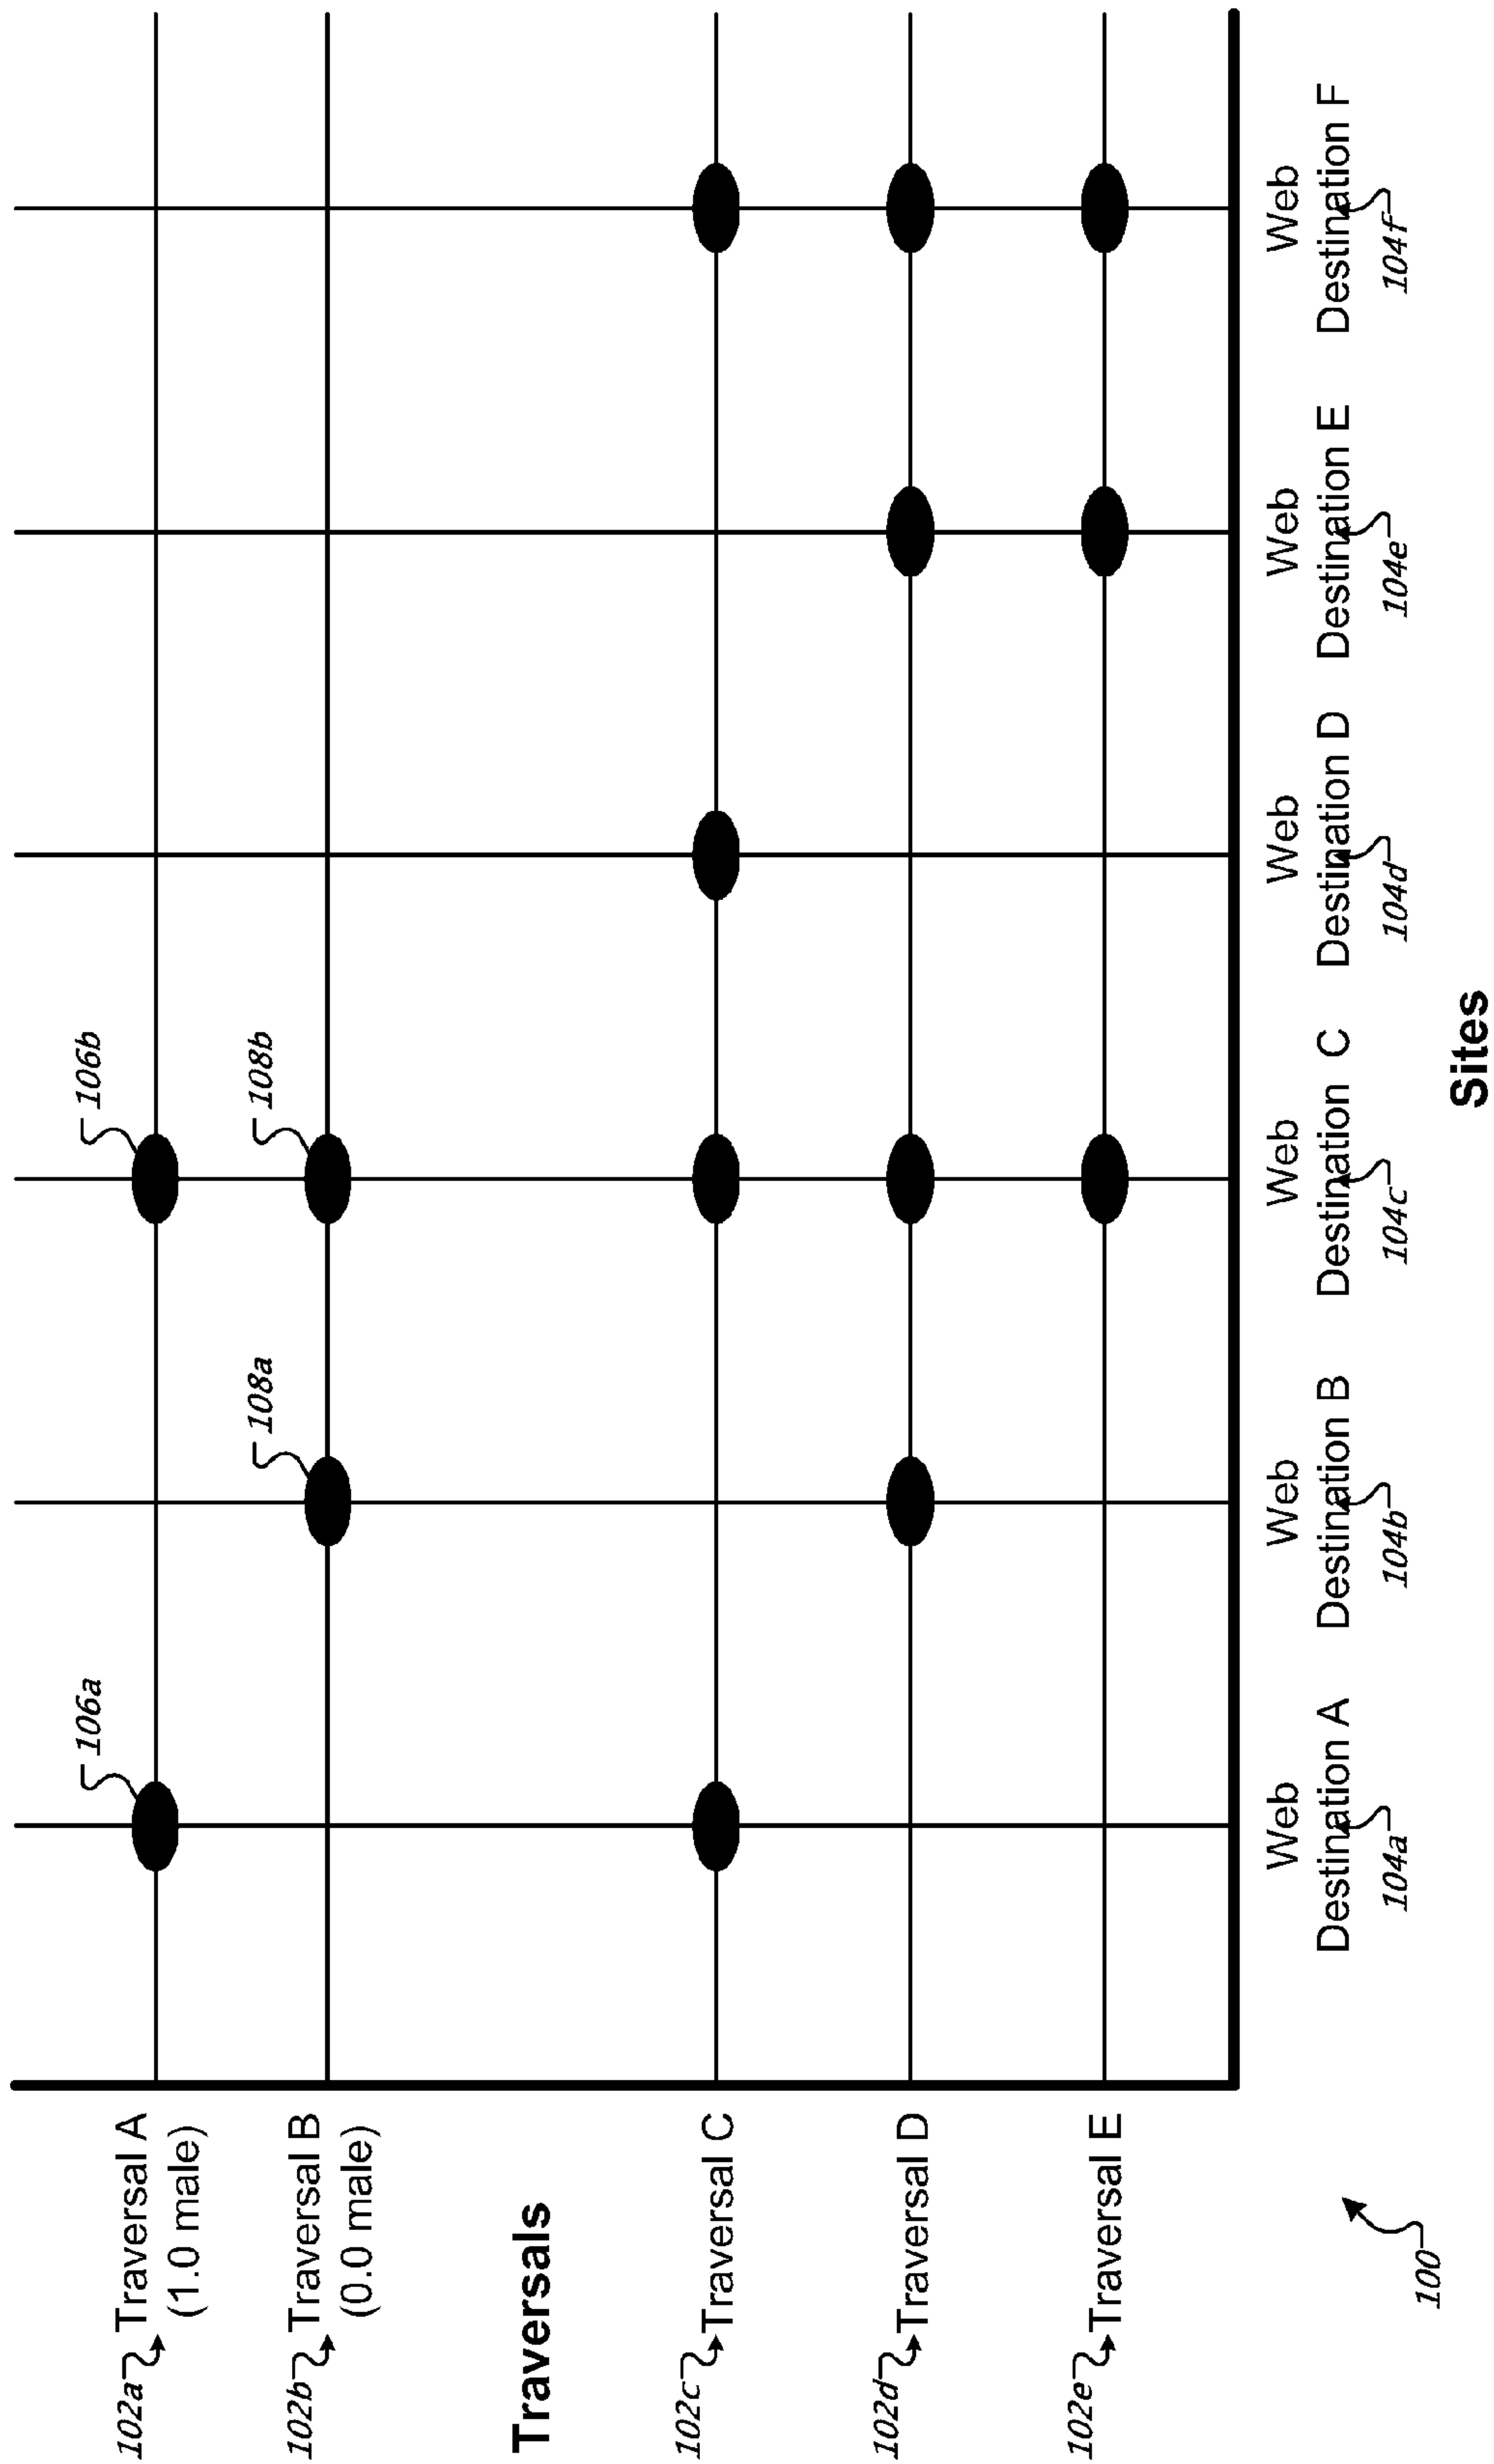 102a
Traversal A
(1.0 male)
106a
106b
102b
Traversal B
(0.0 male)
108a
108b
Traversals
102c
Traversal C
102d
Traversal D
102e
Traversal E
Web
Destination A
104a
Web
Destination B
104b
Web
Destination C
104c
Web
Destination D
104d
Web
Destination E
104e
Web
Destination F
104f
100
Sites